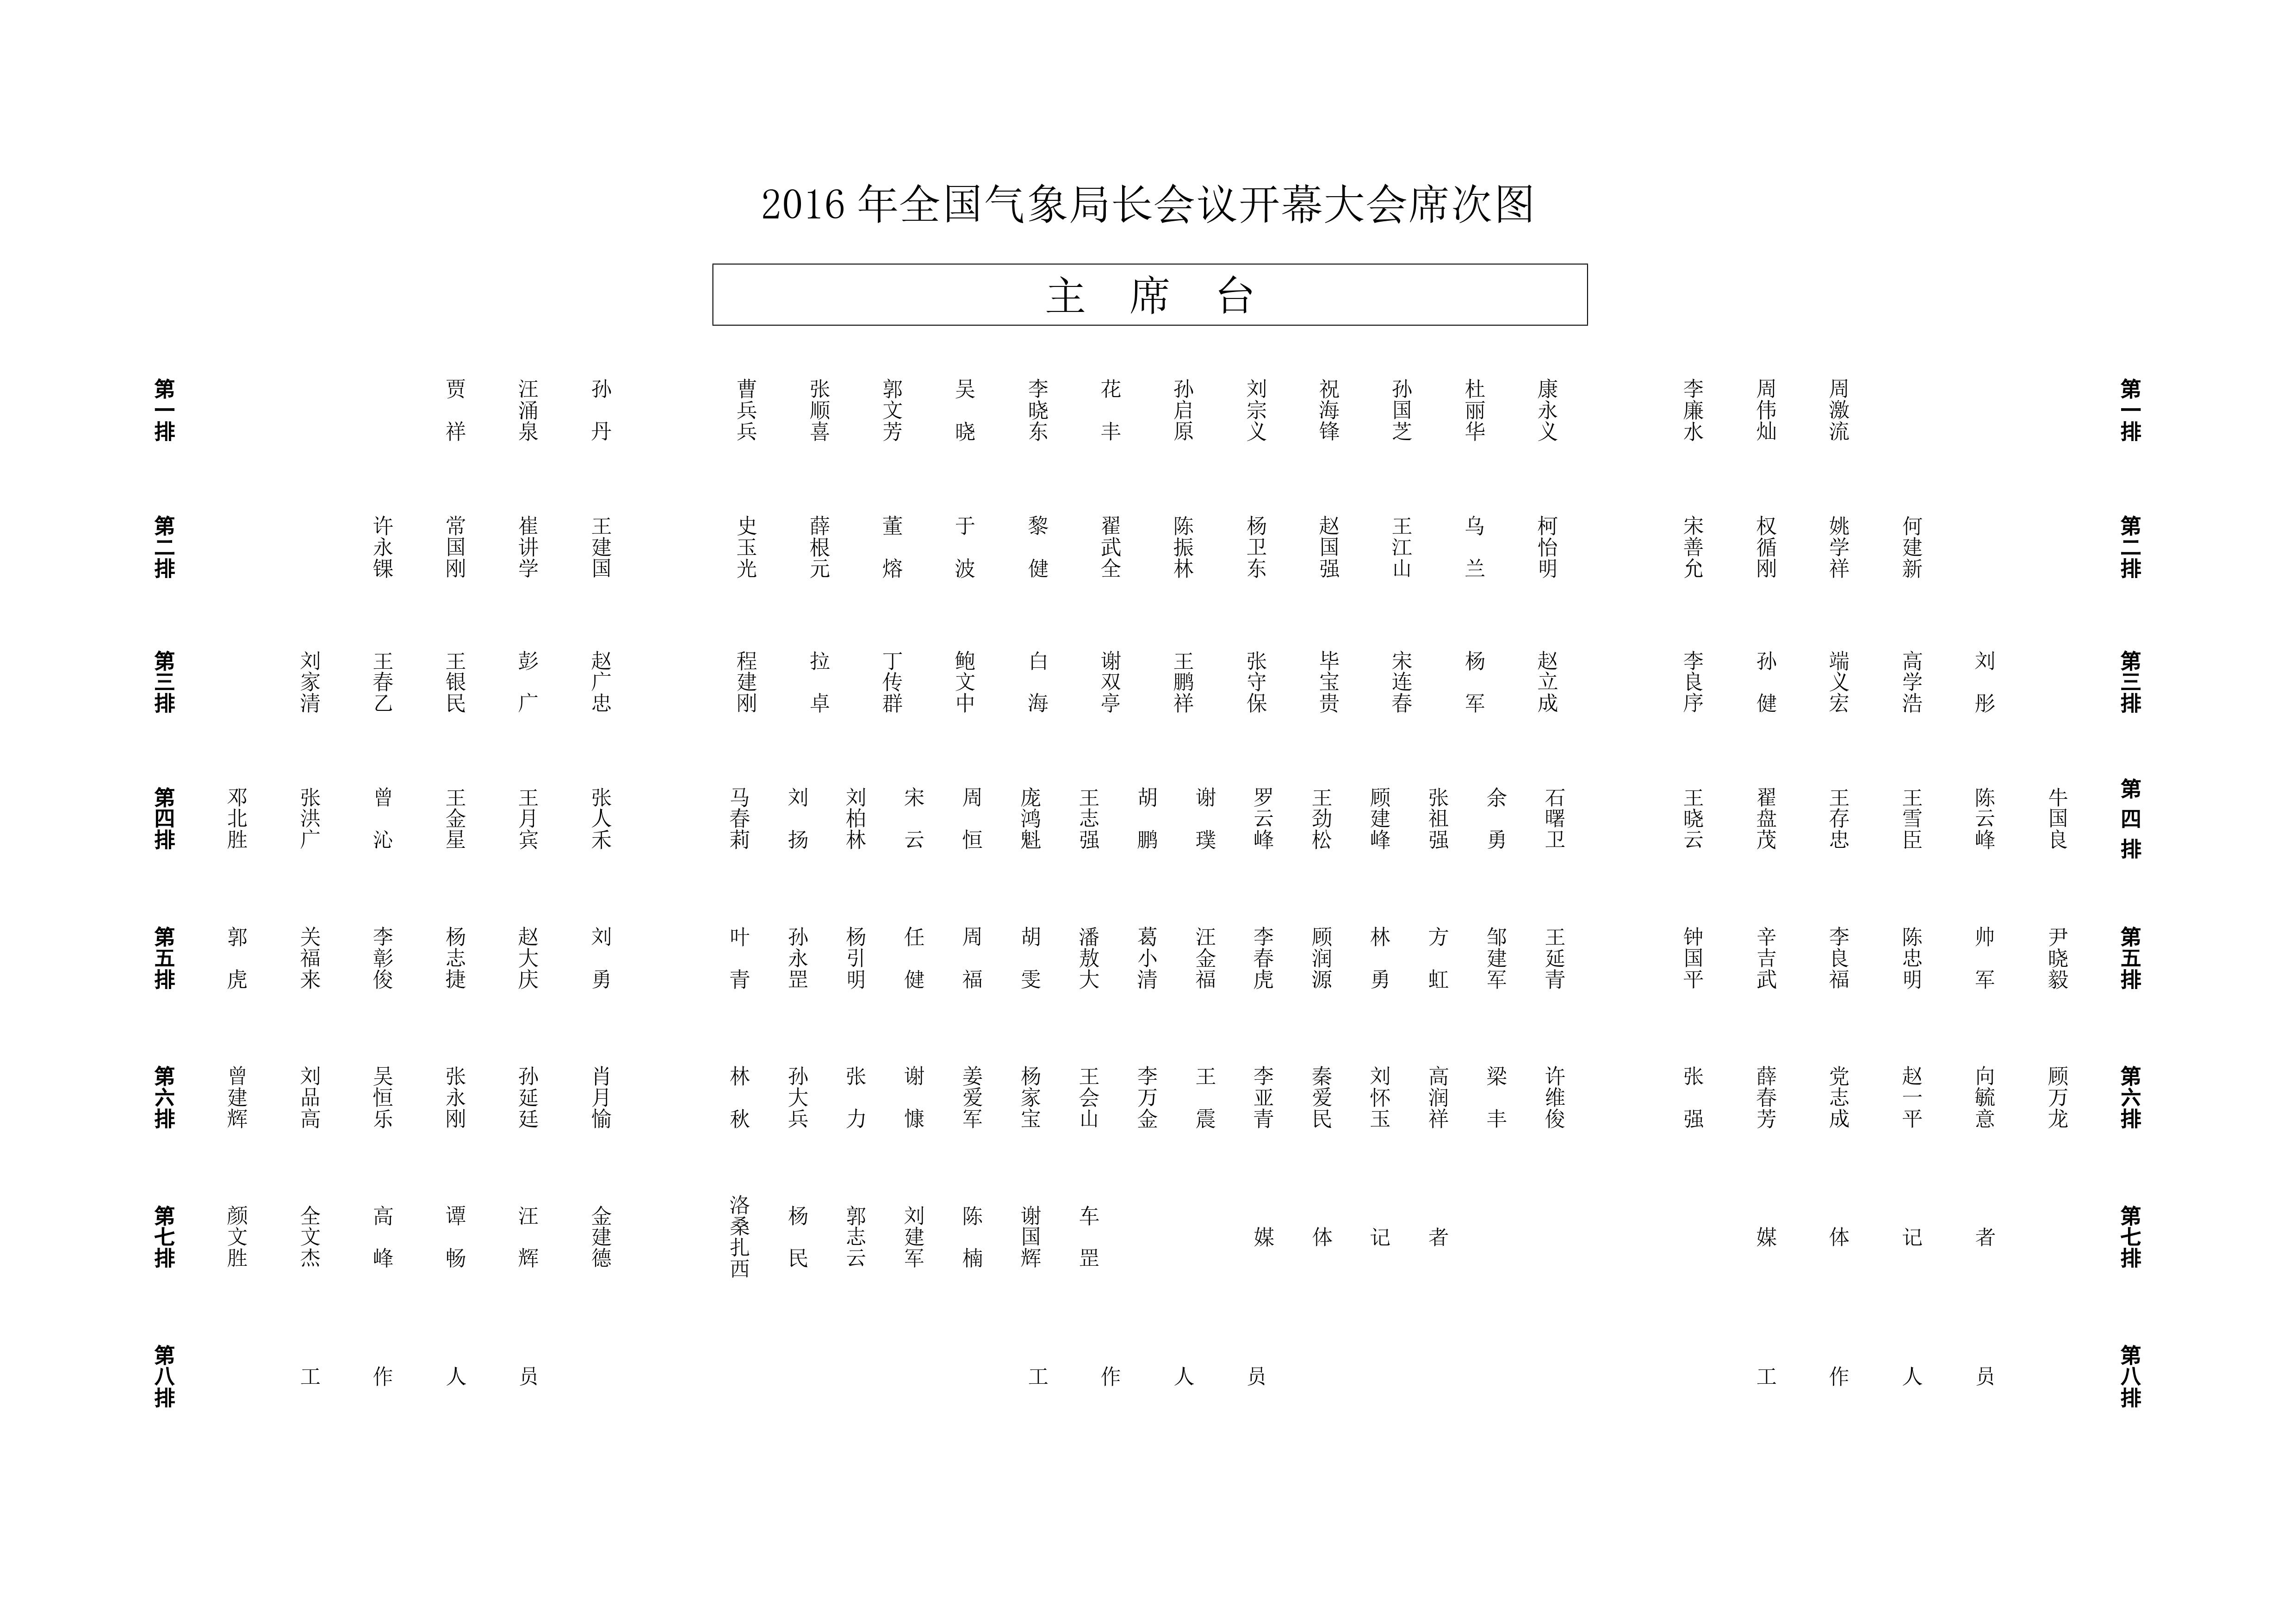 2016 年全国气象局长会议开幕大会席次图
主 席 台
第一排 贾祥 汪涌泉 孙丹 曹兵兵 张顺喜 郭文芳 吴晓 李晓东 花丰 孙启原 刘宗义 祝海锋 孙国芝 杜丽华 康永义 李廉水 周伟灿 周激流 第一排
第二排 许永锞 常国刚 崔讲学 王建国 史玉光 薛根元 董熔 于波 黎健 翟武全 陈振林 杨卫东 赵国强 王江山 乌兰 柯怡明 宋善允 权循刚 姚学祥 何建新 第二排
第三排 刘家清 王春乙 王银民 彭广 赵广忠 程建刚 拉卓 丁传群 鲍文中 白海 谢双亭 王鹏祥 张守保 毕宝贵 宋连春 杨军 赵立成 李良序 孙健 端义宏 高学浩 刘彤 第三排
第四排 邓北胜 张洪广 曾沁 王金星 王月宾 张人禾 马春莉 刘扬 刘柏林 宋云 周恒 庞鸿魁 王志强 胡鹏 谢璞 罗云峰 王劲松 顾建峰 张祖强 余勇 石曙卫 王晓云 翟盘茂 王存忠 王雪臣 陈云峰 牛国良 第四排
第五排 郭虎 关福来 李彰俊 杨志捷 赵大庆 刘勇 叶青 孙永罡 杨引明 任健 周福 胡雯 潘敖大 葛小清 汪金福 李春虎 顾润源 林勇 方虹 邹建军 王延青 钟国平 辛吉武 李良福 陈忠明 帅军 尹晓毅 第五排
第六排 曾建辉 刘品高 吴恒乐 张永刚 孙延廷 肖月愉 林秋 孙大兵 张力 谢慷 姜爱军 杨家宝 王会山 李万金 王震 李亚青 秦爱民 刘怀玉 高润祥 梁丰 许维俊 张强 薛春芳 党志成 赵一平 向毓意 顾万龙 第六排
第七排 颜文胜 全文杰 高峰 谭畅 汪辉 金建德 洛桑扎西 杨民 郭志云 刘建军 陈楠 谢国辉 车罡 媒体记者 媒体记者 第七排
第八排 工作人员 工作人员 工作人员 第八排